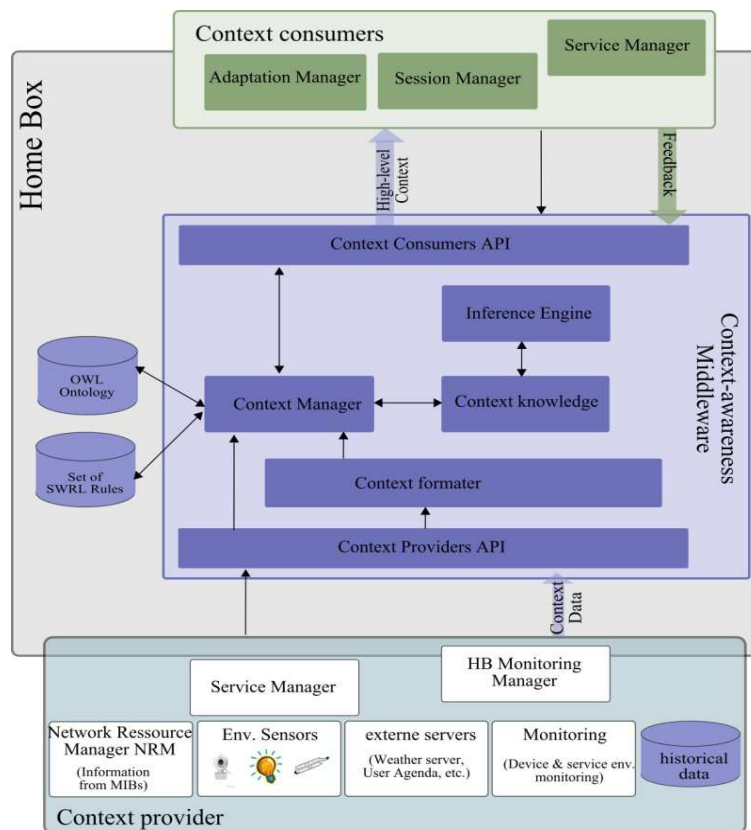 Context consumers
Service Manager
Adaptation Manager
Session Manager
Home Box
High-level
Context
Feedback
Context Consumers API
Inference Engine
Context-awareness
Middleware
OWL
Ontology
Context Manager
Context knowledge
Set of
SWRL Rules
Context formater
Context Providers API
Context
Data
Service Manager
HB Monitoring
Manager
Network Ressource
Manager NRM
(Information
from MIBs)
Env. Sensors
externe servers
(Weather server,
User Agenda, etc.)
Monitoring
(Device & service env.
monitoring)
historical
data
Context provider